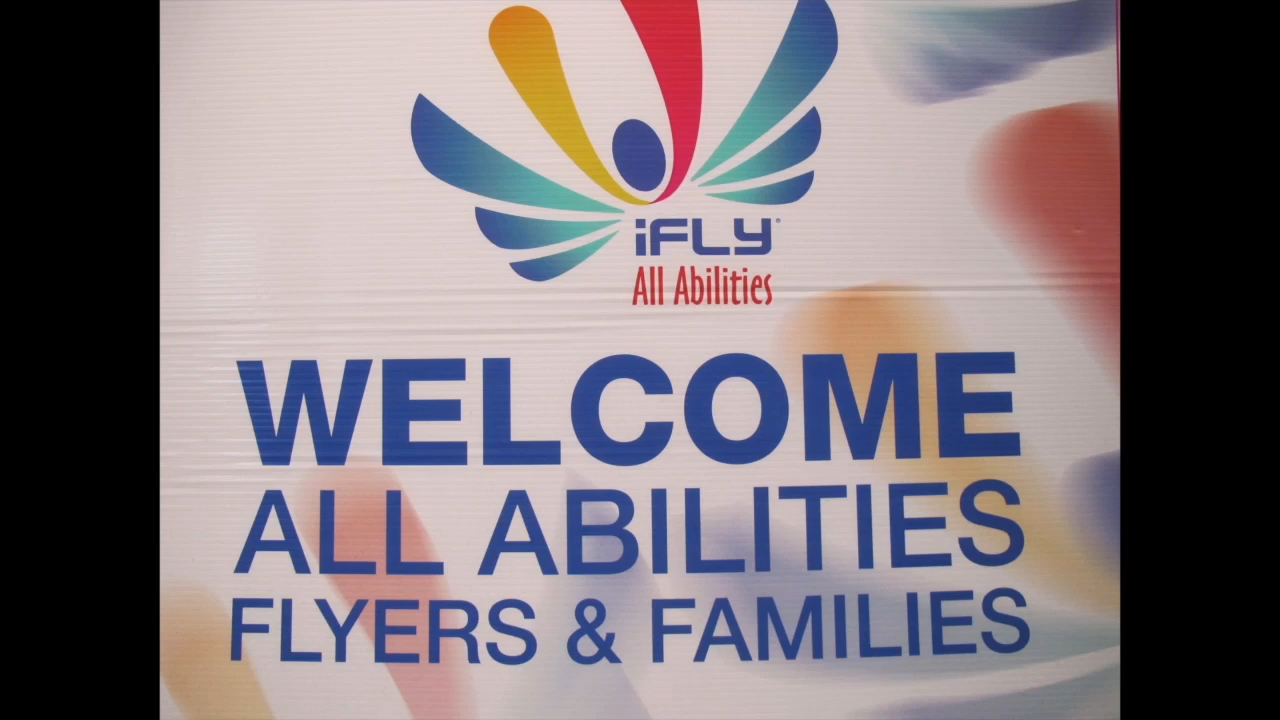 iFLY®
All Abilities
WELCOME
ALL ABILITIES
FLYERS & FAMILIES